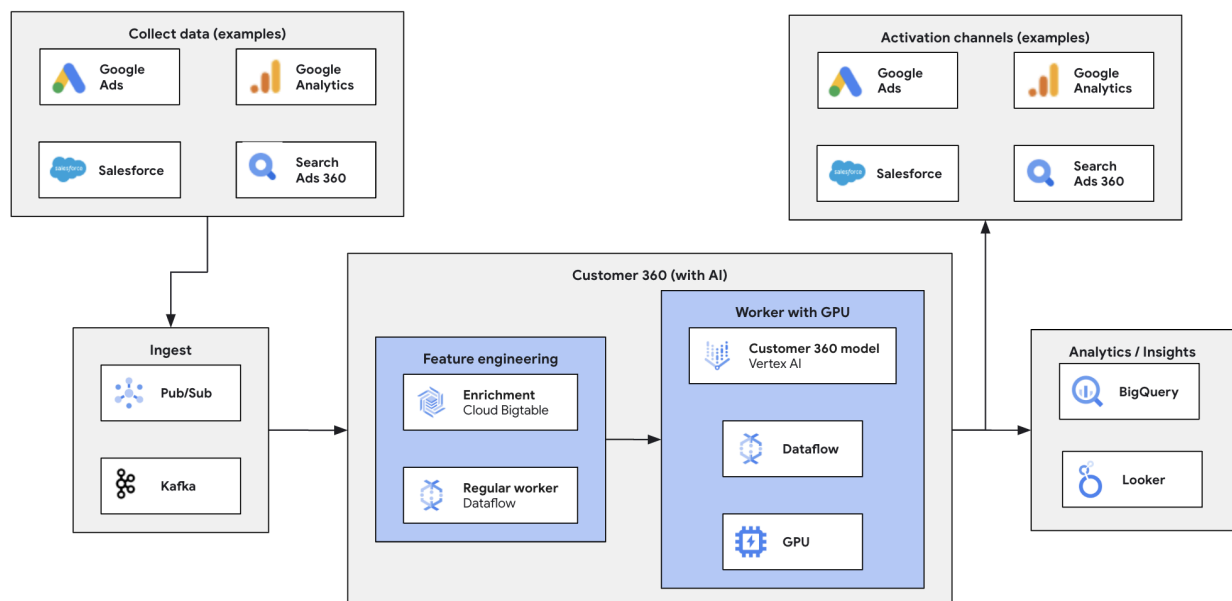 Collect data (examples)
Google
Ads
Google
Analytics
salesforce
Salesforce
Search
Ads 360
Activation channels (examples)
Google
Ads
Google
Analytics
salesforce
Salesforce
Search
Ads 360
Ingest
Pub/Sub
Kafka
Customer 360 (with AI)
Feature engineering
Enrichment
Cloud Bigtable
Regular worker
Dataflow
Worker with GPU
Customer 360 model
Vertex AI
Dataflow
GPU
Analytics / Insights
BigQuery
Looker